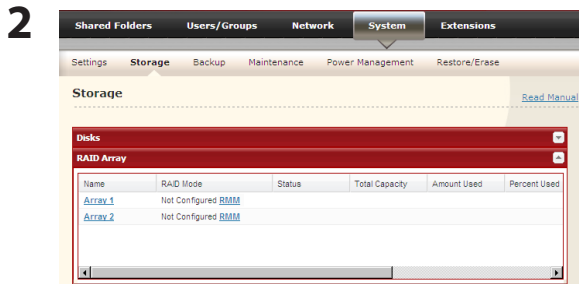 2
Shared Folders Users/Groups Network System Extensions
Settings Storage Backup Maintenance Power Management Restore/Erase
Storage
Read Manual
Disks
RAID Array
Name RAID Mode Status Total Capacity Amount Used Percent Used
Array 1 Not Configured RMM
Array 2 Not Configured RMM